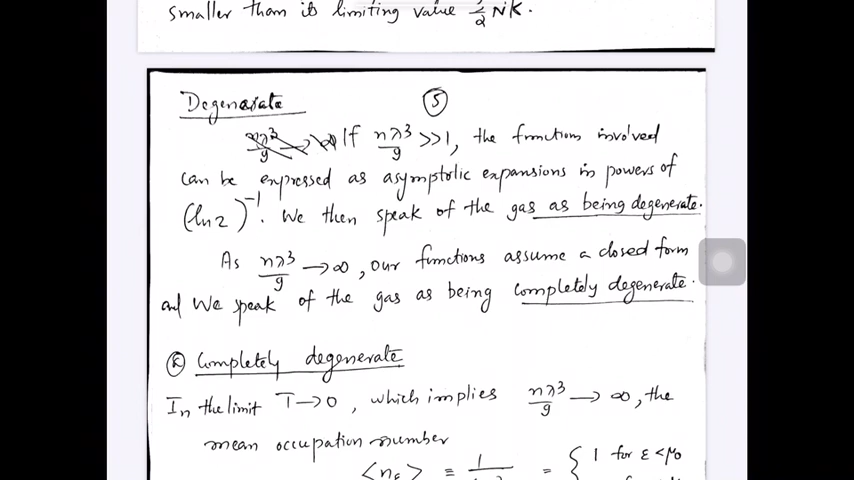 smaller than its limiting value 3/2 NK.
Degenerate ⑤
If nλ³/g >>1, the functions involved
can be expressed as asymptotic expansions in powers of
(ln z)⁻¹. We then speak of the gas as being degenerate.
As nλ³/g → ∞, our functions assume a closed form
and We speak of the gas as being completely degenerate.
Completely degenerate
In the limit T→0, which implies nλ³/g → ∞, the
mean occupation number
<nε> ≡ 1 = { 1 for ε<μ₀